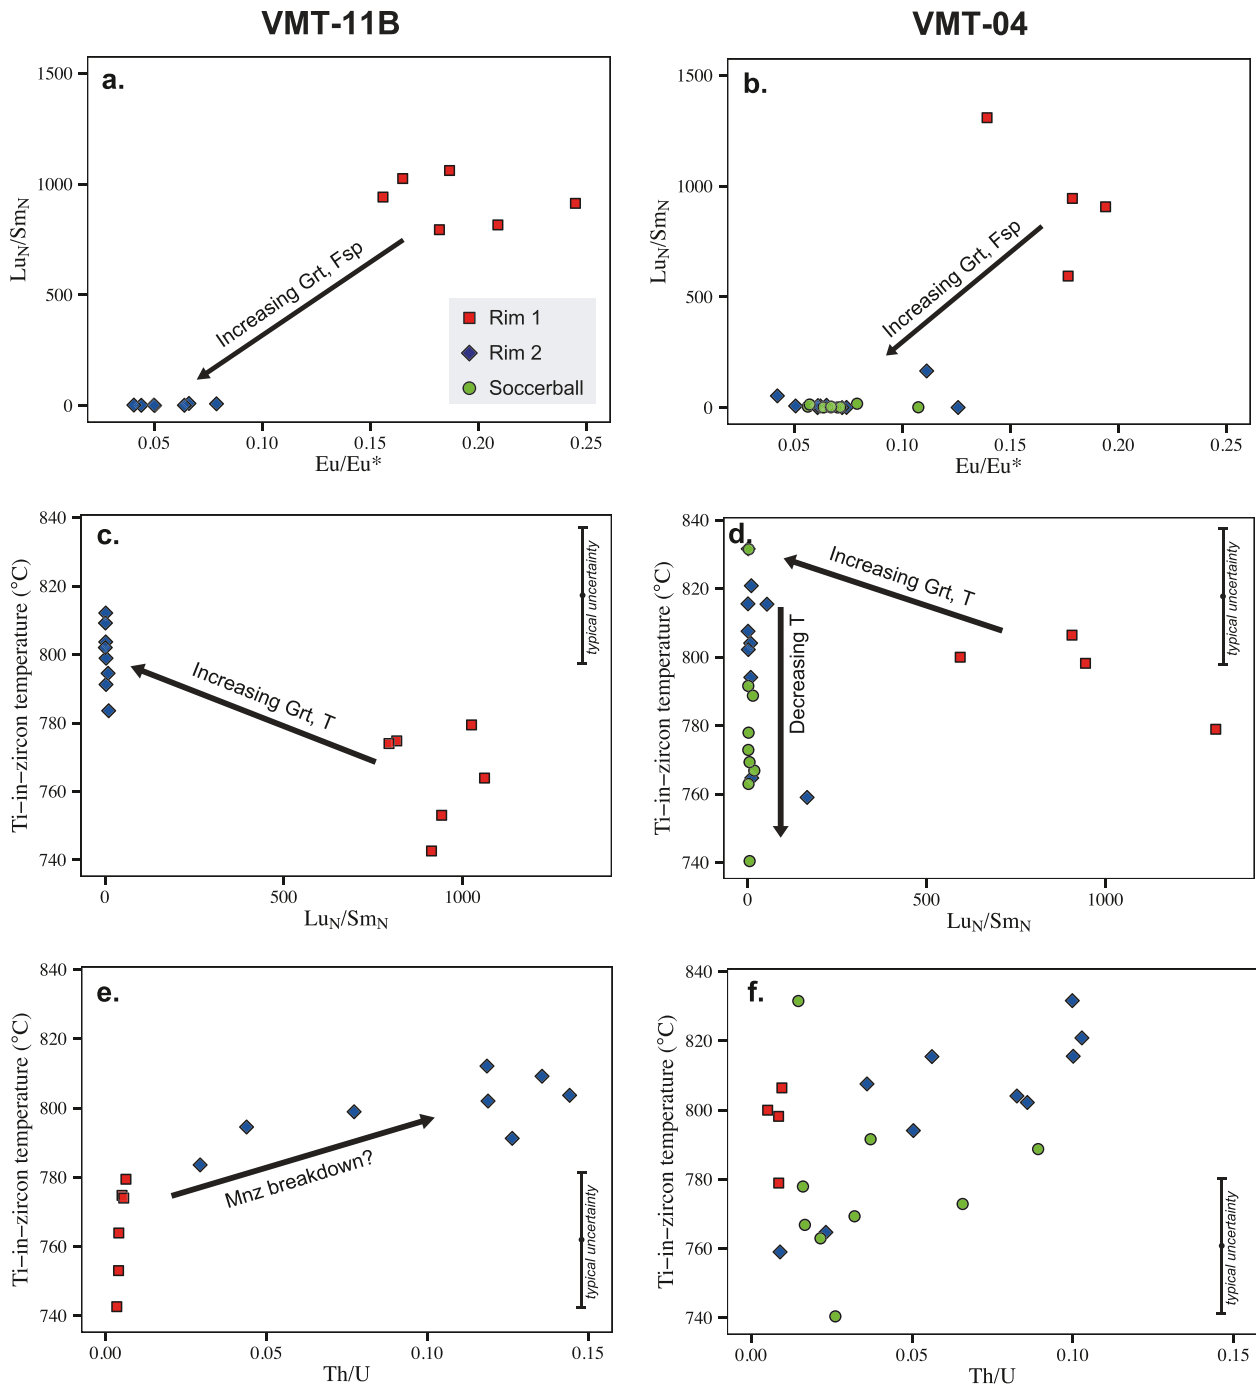 VMT-11B
VMT-04
a.
1500
1000
500
0
LuN/SmN
Increasing Grt, Fsp
Rim 1
Rim 2
Soccerball
0.05 0.10 0.15 0.20 0.25
Eu/Eu*
b.
1500
1000
500
0
LuN/SmN
Increasing Grt, Fsp
0.05 0.10 0.15 0.20 0.25
Eu/Eu*
c.
840
820
800
780
760
740
Ti−in−zircon temperature (°C)
Increasing Grt, T
typical uncertainty
0 500 1000
LuN/SmN
d.
840
820
800
780
760
740
Ti−in−zircon temperature (°C)
Increasing Grt, T
Decreasing T
typical uncertainty
0 500 1000
LuN/SmN
e.
840
820
800
780
760
740
Ti−in−zircon temperature (°C)
Mnz breakdown?
typical uncertainty
0.00 0.05 0.10 0.15
Th/U
f.
840
820
800
780
760
740
Ti−in−zircon temperature (°C)
typical uncertainty
0.00 0.05 0.10 0.15
Th/U